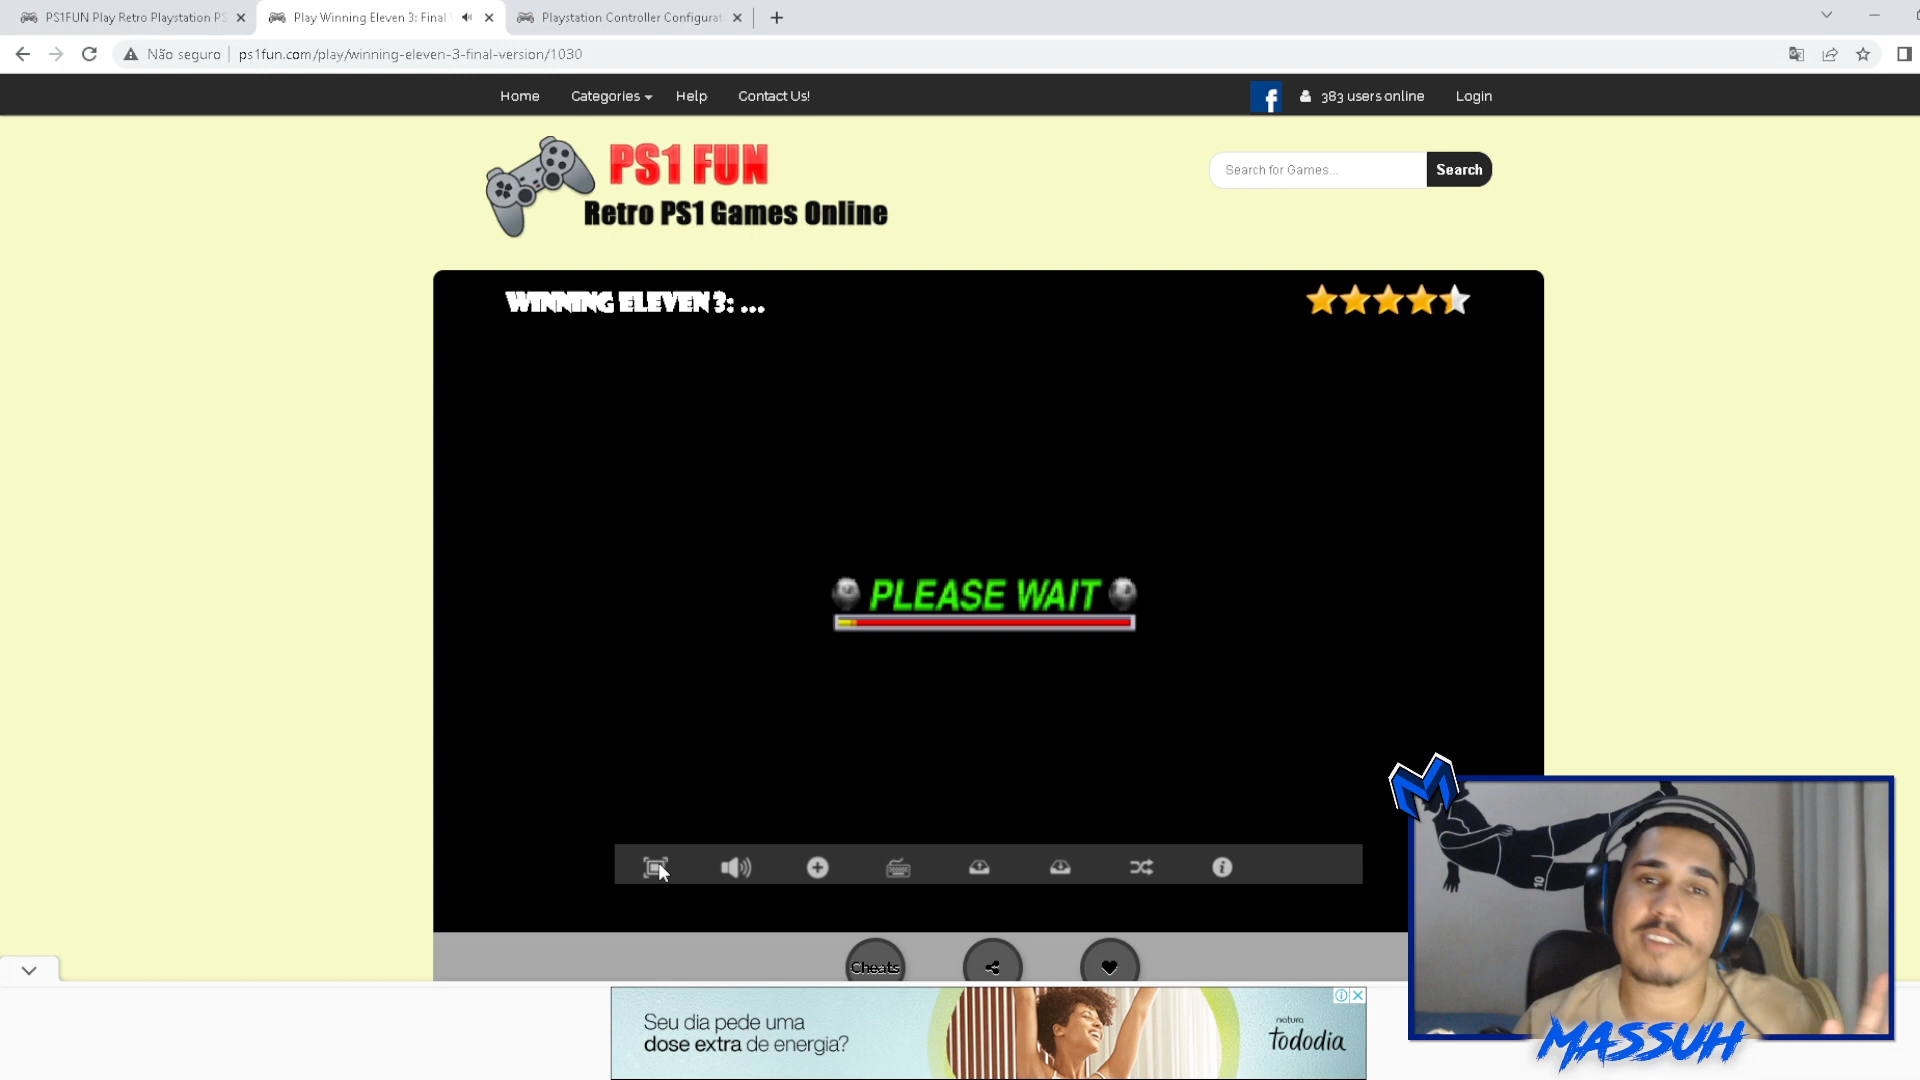 PS1FUN Play Retro Playstation PS
Play Winning Eleven 3: Final
Playstation Controller Configurat
Não seguro
ps1fun.com/play/winning-eleven-3-final-version/1030
Home
Categories
Help
Contact Us!
383 users online
Login
PS1 FUN
Retro PS1 Games Online
Search for Games...
Search
WINNING ELEVEN 3: ...
PLEASE WAIT
Cheats
Seu dia pede uma
dose extra de energia?
natura
Tododia
M
10
MASSUH